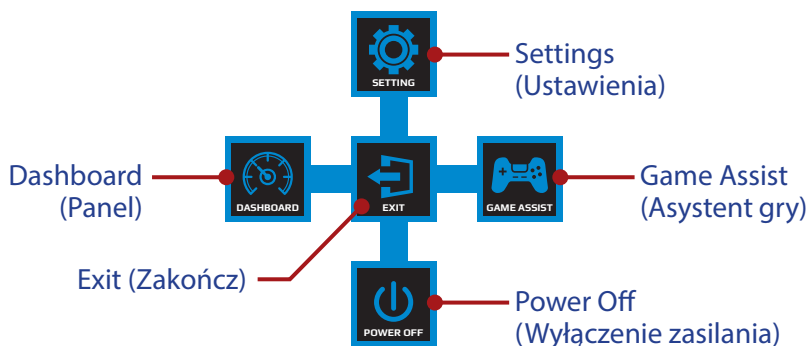 SETTING
Settings
(Ustawienia)
Dashboard
(Panel)
DASHBOARD
EXIT
GAME ASSIST
Game Assist
(Asystent gry)
Exit (Zakończ)
POWER OFF
Power Off
(Wyłączenie zasilania)